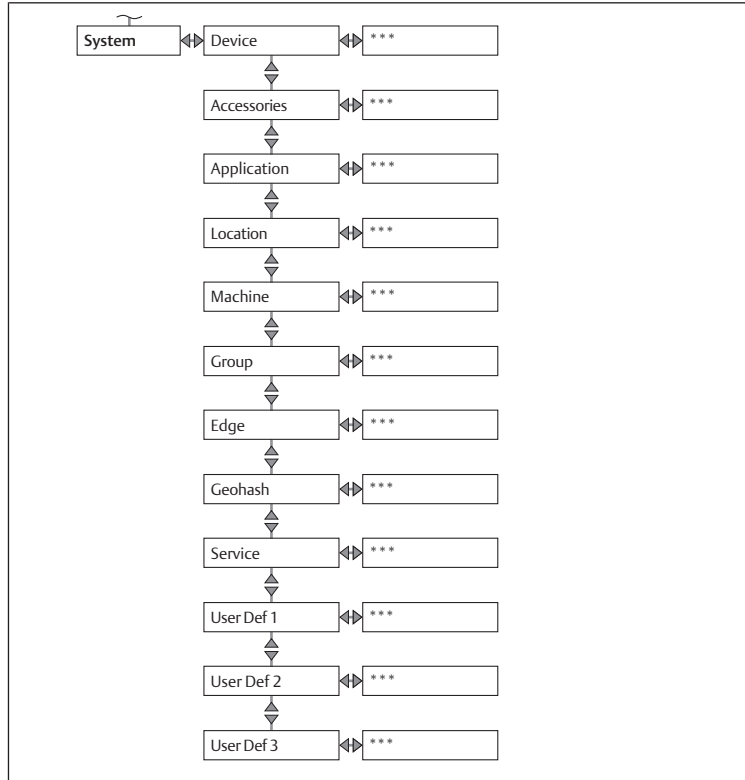 System Device ***
Accessories ***
Application ***
Location ***
Machine ***
Group ***
Edge ***
Geohash ***
Service ***
User Def 1 ***
User Def 2 ***
User Def 3 ***